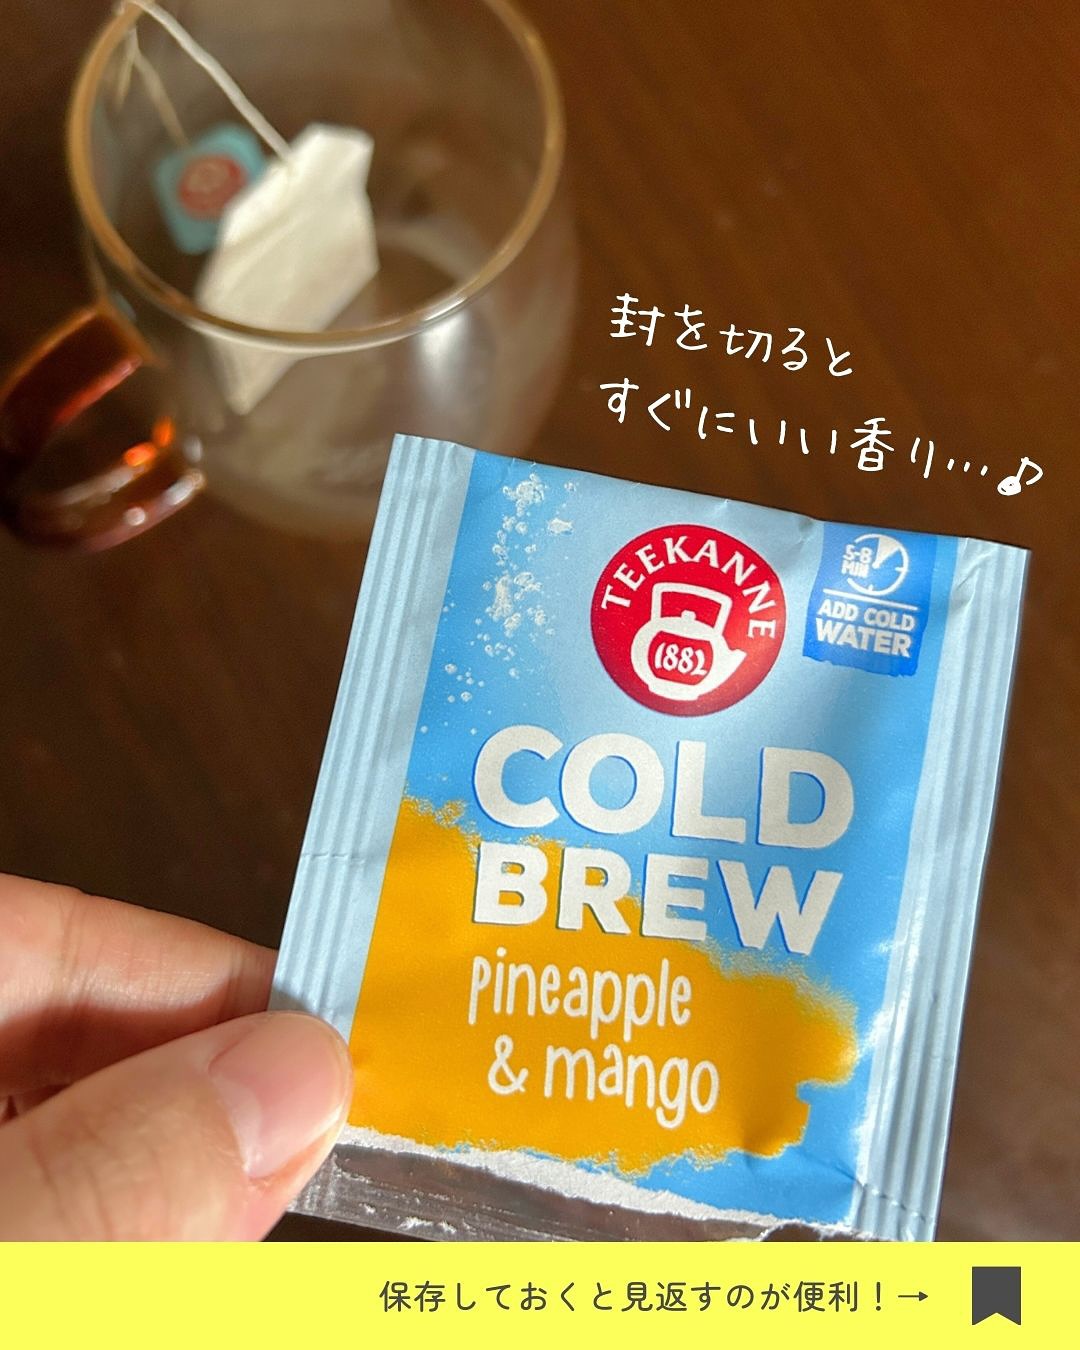 封を切ると
すぐにいい香り…♪
TEEKANNE
1882
5-8
MIN
ADD COLD
WATER
COLD
BREW
pineapple
& mango
保存しておくと見返すのが便利！→